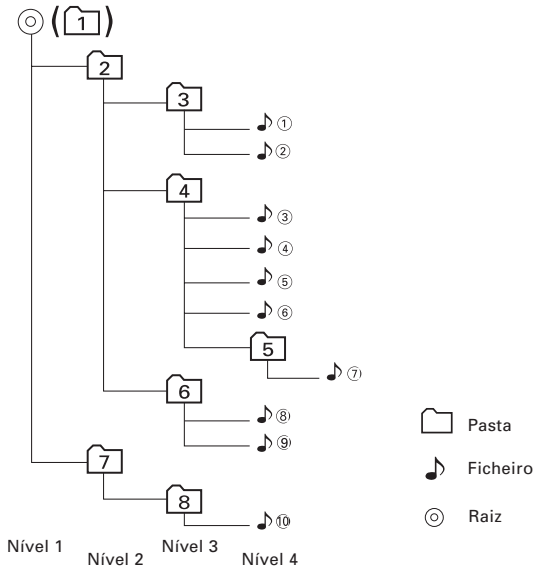 (1)
2
3
①
②
4
③
④
⑤
⑥
5
⑦
6
⑧
⑨
7
8
⑩
Pasta
Ficheiro
Raiz
Nível 1
Nível 2
Nível 3
Nível 4